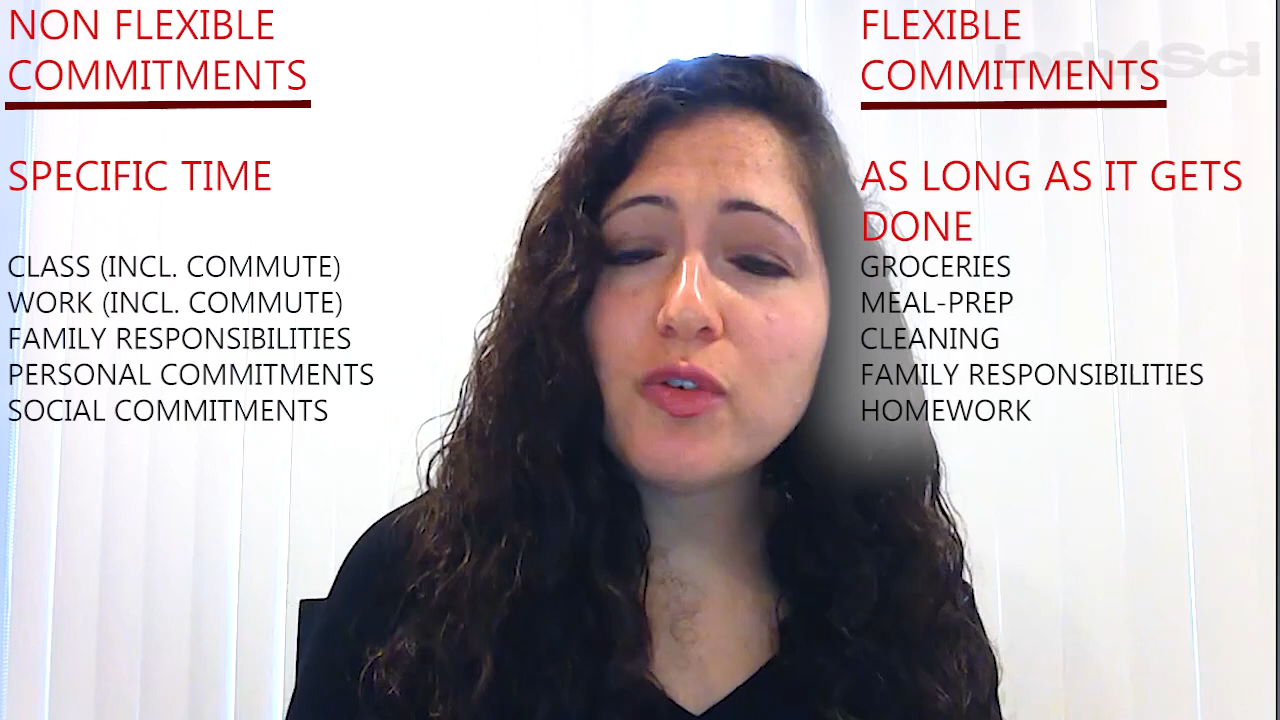 NON FLEXIBLE
COMMITMENTS
SPECIFIC TIME
CLASS (INCL. COMMUTE)
WORK (INCL. COMMUTE)
FAMILY RESPONSIBILITIES
PERSONAL COMMITMENTS
SOCIAL COMMITMENTS
FLEXIBLE
COMMITMENTS
AS LONG AS IT GETS
DONE
GROCERIES
MEAL-PREP
CLEANING
FAMILY RESPONSIBILITIES
HOMEWORK